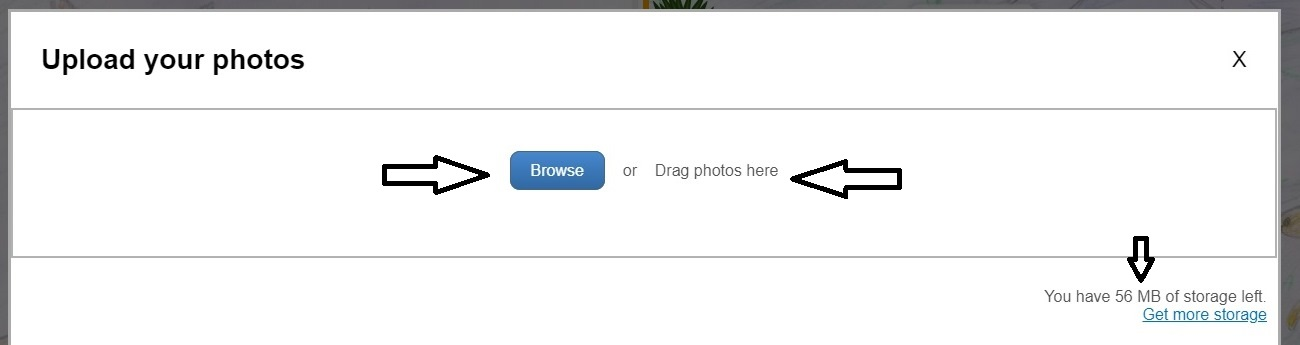 Upload your photos
X
Browse or Drag photos here
You have 56 MB of storage left.
Get more storage